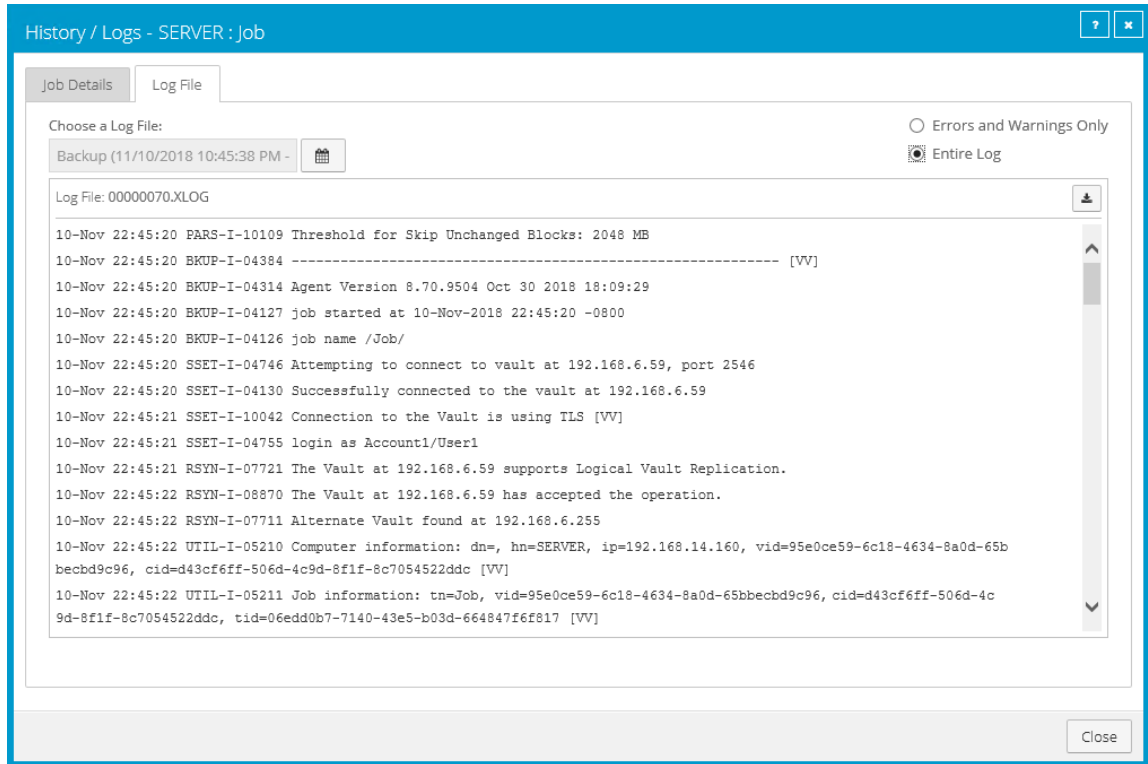 History / Logs - SERVER : Job
? ×
Job Details Log File
Choose a Log File:
Errors and Warnings Only
Backup (11/10/2018 10:45:38 PM -
Entire Log
Log File: 00000070.XLOG
10-Nov 22:45:20 PARS-I-10109 Threshold for Skip Unchanged Blocks: 2048 MB
10-Nov 22:45:20 BKUP-I-04384 ------------------------------------------------------------ [VV]
10-Nov 22:45:20 BKUP-I-04314 Agent Version 8.70.9504 Oct 30 2018 18:09:29
10-Nov 22:45:20 BKUP-I-04127 job started at 10-Nov-2018 22:45:20 -0800
10-Nov 22:45:20 BKUP-I-04126 job name /Job/
10-Nov 22:45:20 SSET-I-04746 Attempting to connect to vault at 192.168.6.59, port 2546
10-Nov 22:45:20 SSET-I-04130 Successfully connected to the vault at 192.168.6.59
10-Nov 22:45:21 SSET-I-10042 Connection to the Vault is using TLS [VV]
10-Nov 22:45:21 SSET-I-04755 login as Account1/User1
10-Nov 22:45:21 RSYN-I-07721 The Vault at 192.168.6.59 supports Logical Vault Replication.
10-Nov 22:45:22 RSYN-I-08870 The Vault at 192.168.6.59 has accepted the operation.
10-Nov 22:45:22 RSYN-I-07711 Alternate Vault found at 192.168.6.255
10-Nov 22:45:22 UTIL-I-05210 Computer information: dn=, hn=SERVER, ip=192.168.14.160, vid=95e0ce59-6c18-4634-8a0d-65b
becbd9c96, cid=d43cf6ff-506d-4c9d-8f1f-8c7054522ddc [VV]
10-Nov 22:45:22 UTIL-I-05211 Job information: tn=Job, vid=95e0ce59-6c18-4634-8a0d-65bbecbd9c96, cid=d43cf6ff-506d-4c
9d-8f1f-8c7054522ddc, tid=06edd0b7-7140-43e5-b03d-664847f6f817 [VV]
Close